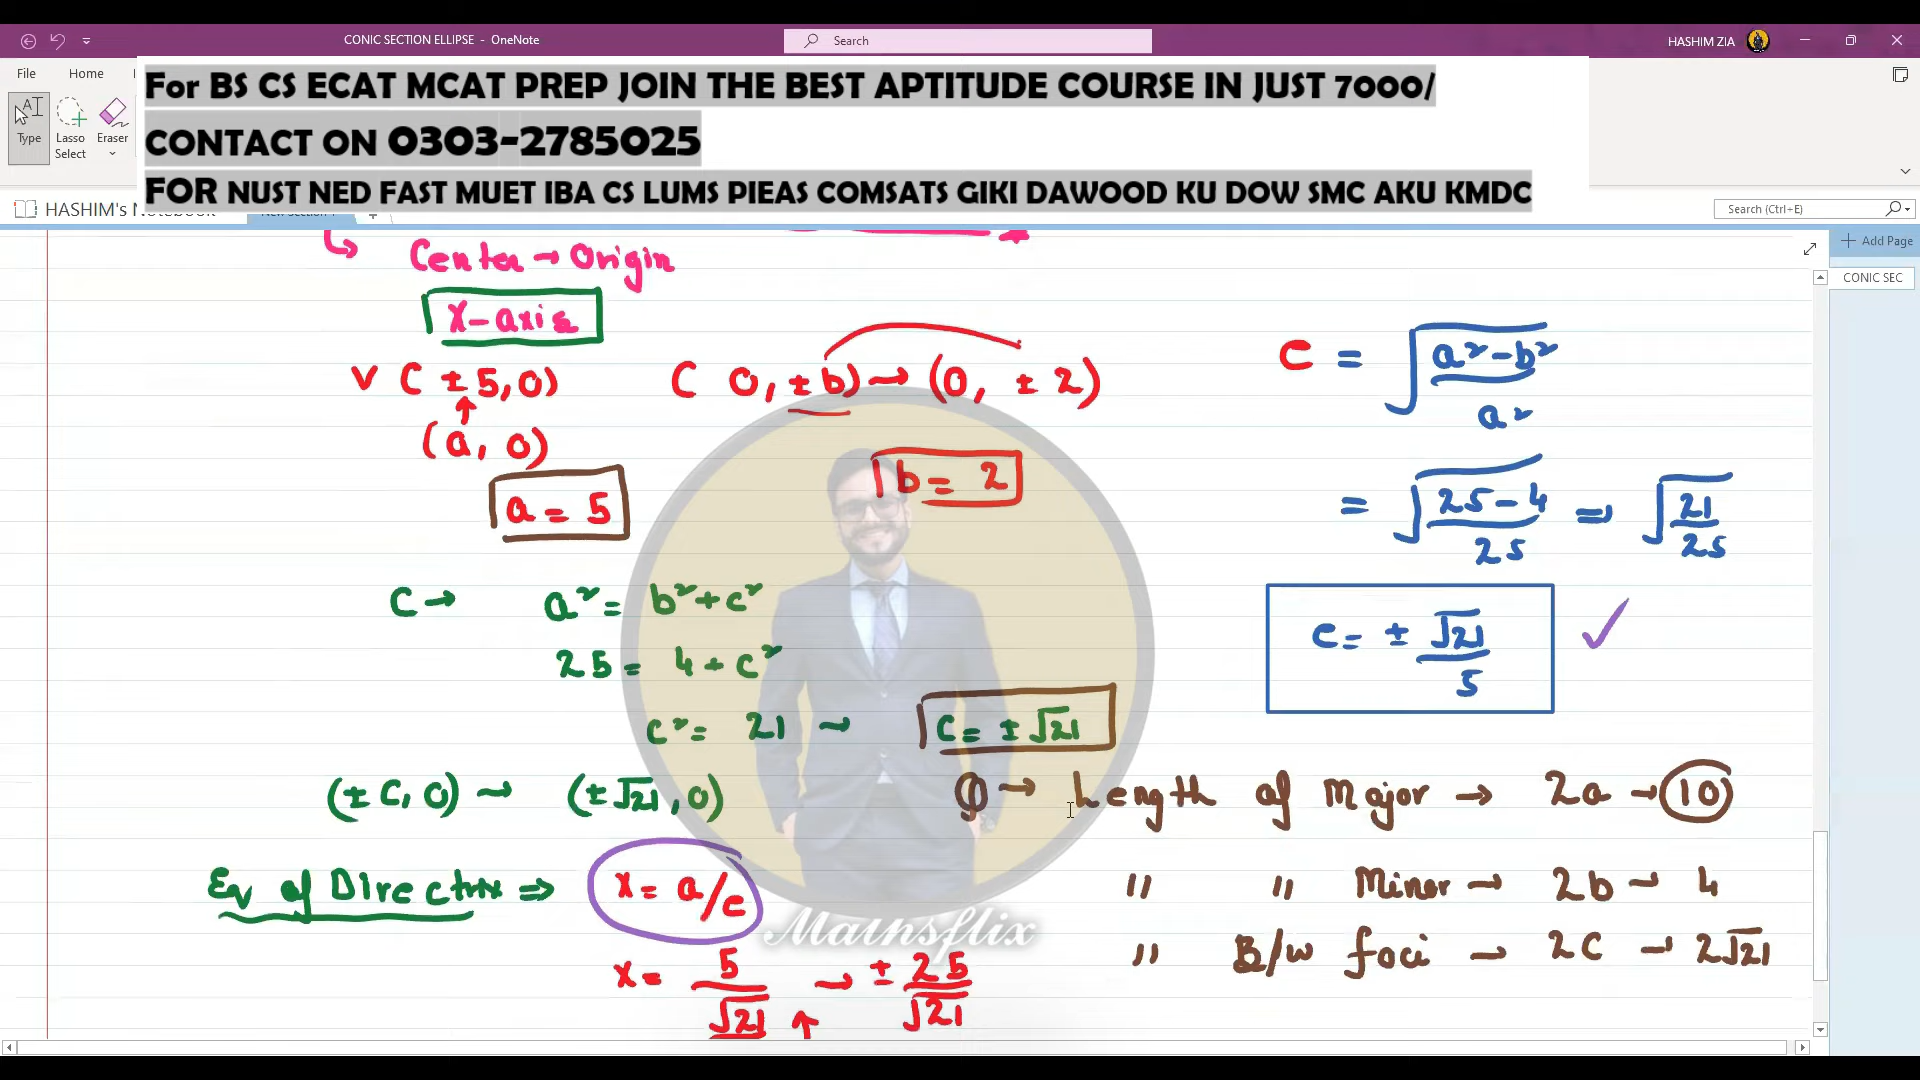 CONIC SECTION ELLIPSE - OneNote
Search
HASHIM ZIA
File
Home
For BS CS ECAT MCAT PREP JOIN THE BEST APTITUDE COURSE IN JUST 7000/
CONTACT ON 0303-2785025
FOR NUST NED FAST MUET IBA CS LUMS PIEAS COMSATS GIKI DAWOOD KU DOW SMC AKU KMDC
Type
Lasso Select
Eraser
HASHIM's Notebook
Search (Ctrl+E)
Add Page
CONIC SEC
Center → Origin
X-axis
V ( ± 5, 0)
( 0, ± b) → (0, ± 2)
(a, 0)
a = 5
b = 2
e = √(a² - b² / a²)
= √(25 - 4 / 25) ⇒ √(21 / 25)
e = ± √21 / 5 ✓
C → a² = b² + c²
25 = 4 + c²
c² = 21 → C = ± √21
(± C, 0) → (± √21, 0)
→ Length of Major → 2a → 10
" " Minor → 2b → 4
" B/w foci → 2C → 2√21
Eq of Directrix ⇒ x = a/e
x = 5 / √21 → ± 25 / √21
Mainsflix